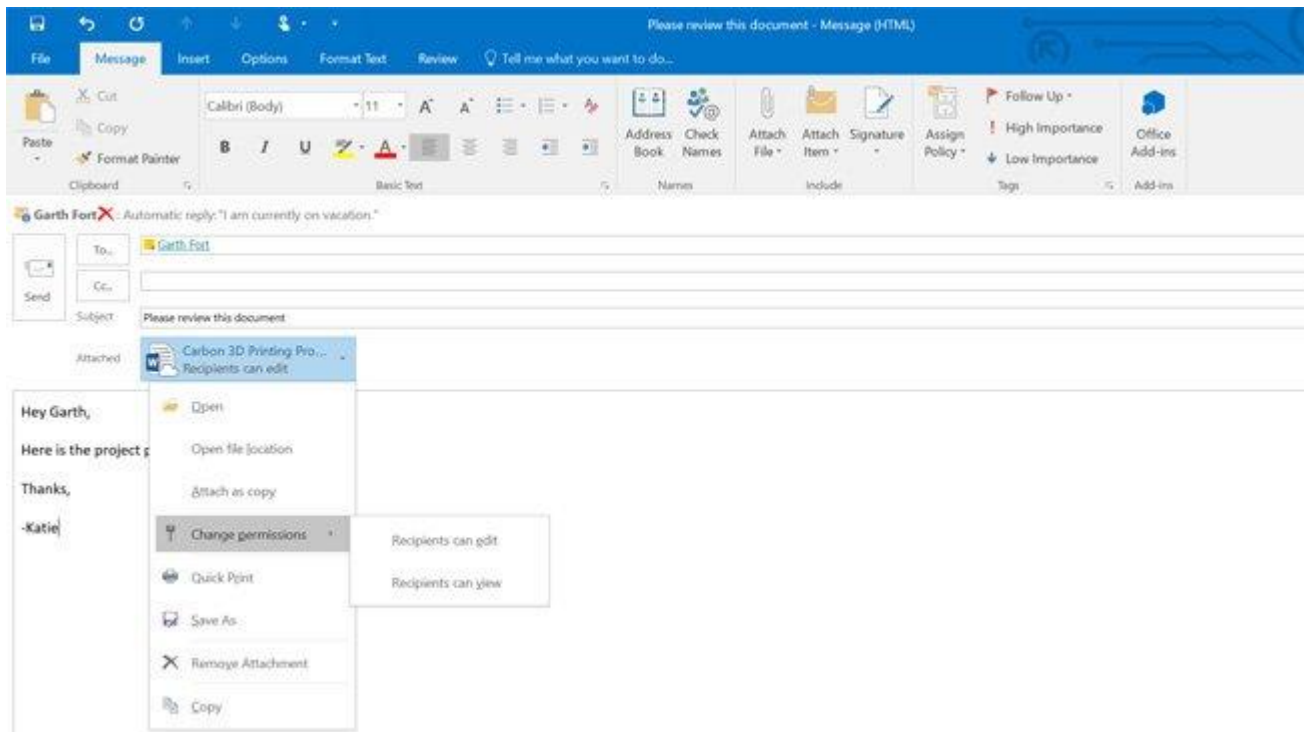 Please review this document - Message (HTML)
File Message Insert Options Format Text Review Tell me what you want to do...
Paste
Cut
Copy
Format Painter
Clipboard
Calibri (Body) 11
B I U A
Basic Text
Address Book
Check Names
Names
Attach File
Attach Item
Signature
Include
Assign Policy
Follow Up
High Importance
Low Importance
Tags
Office Add-ins
Add-ins
Garth Fort : Automatic reply: "I am currently on vacation."
Send
To...
Garth Fort
Cc...
Subject
Please review this document
Attached
Carbon 3D Printing Pro...
Recipients can edit
Hey Garth,
Here is the project p
Thanks,
-Katie
Open
Open file location
Attach as copy
Change permissions
Recipients can edit
Recipients can view
Quick Print
Save As
Remove Attachment
Copy